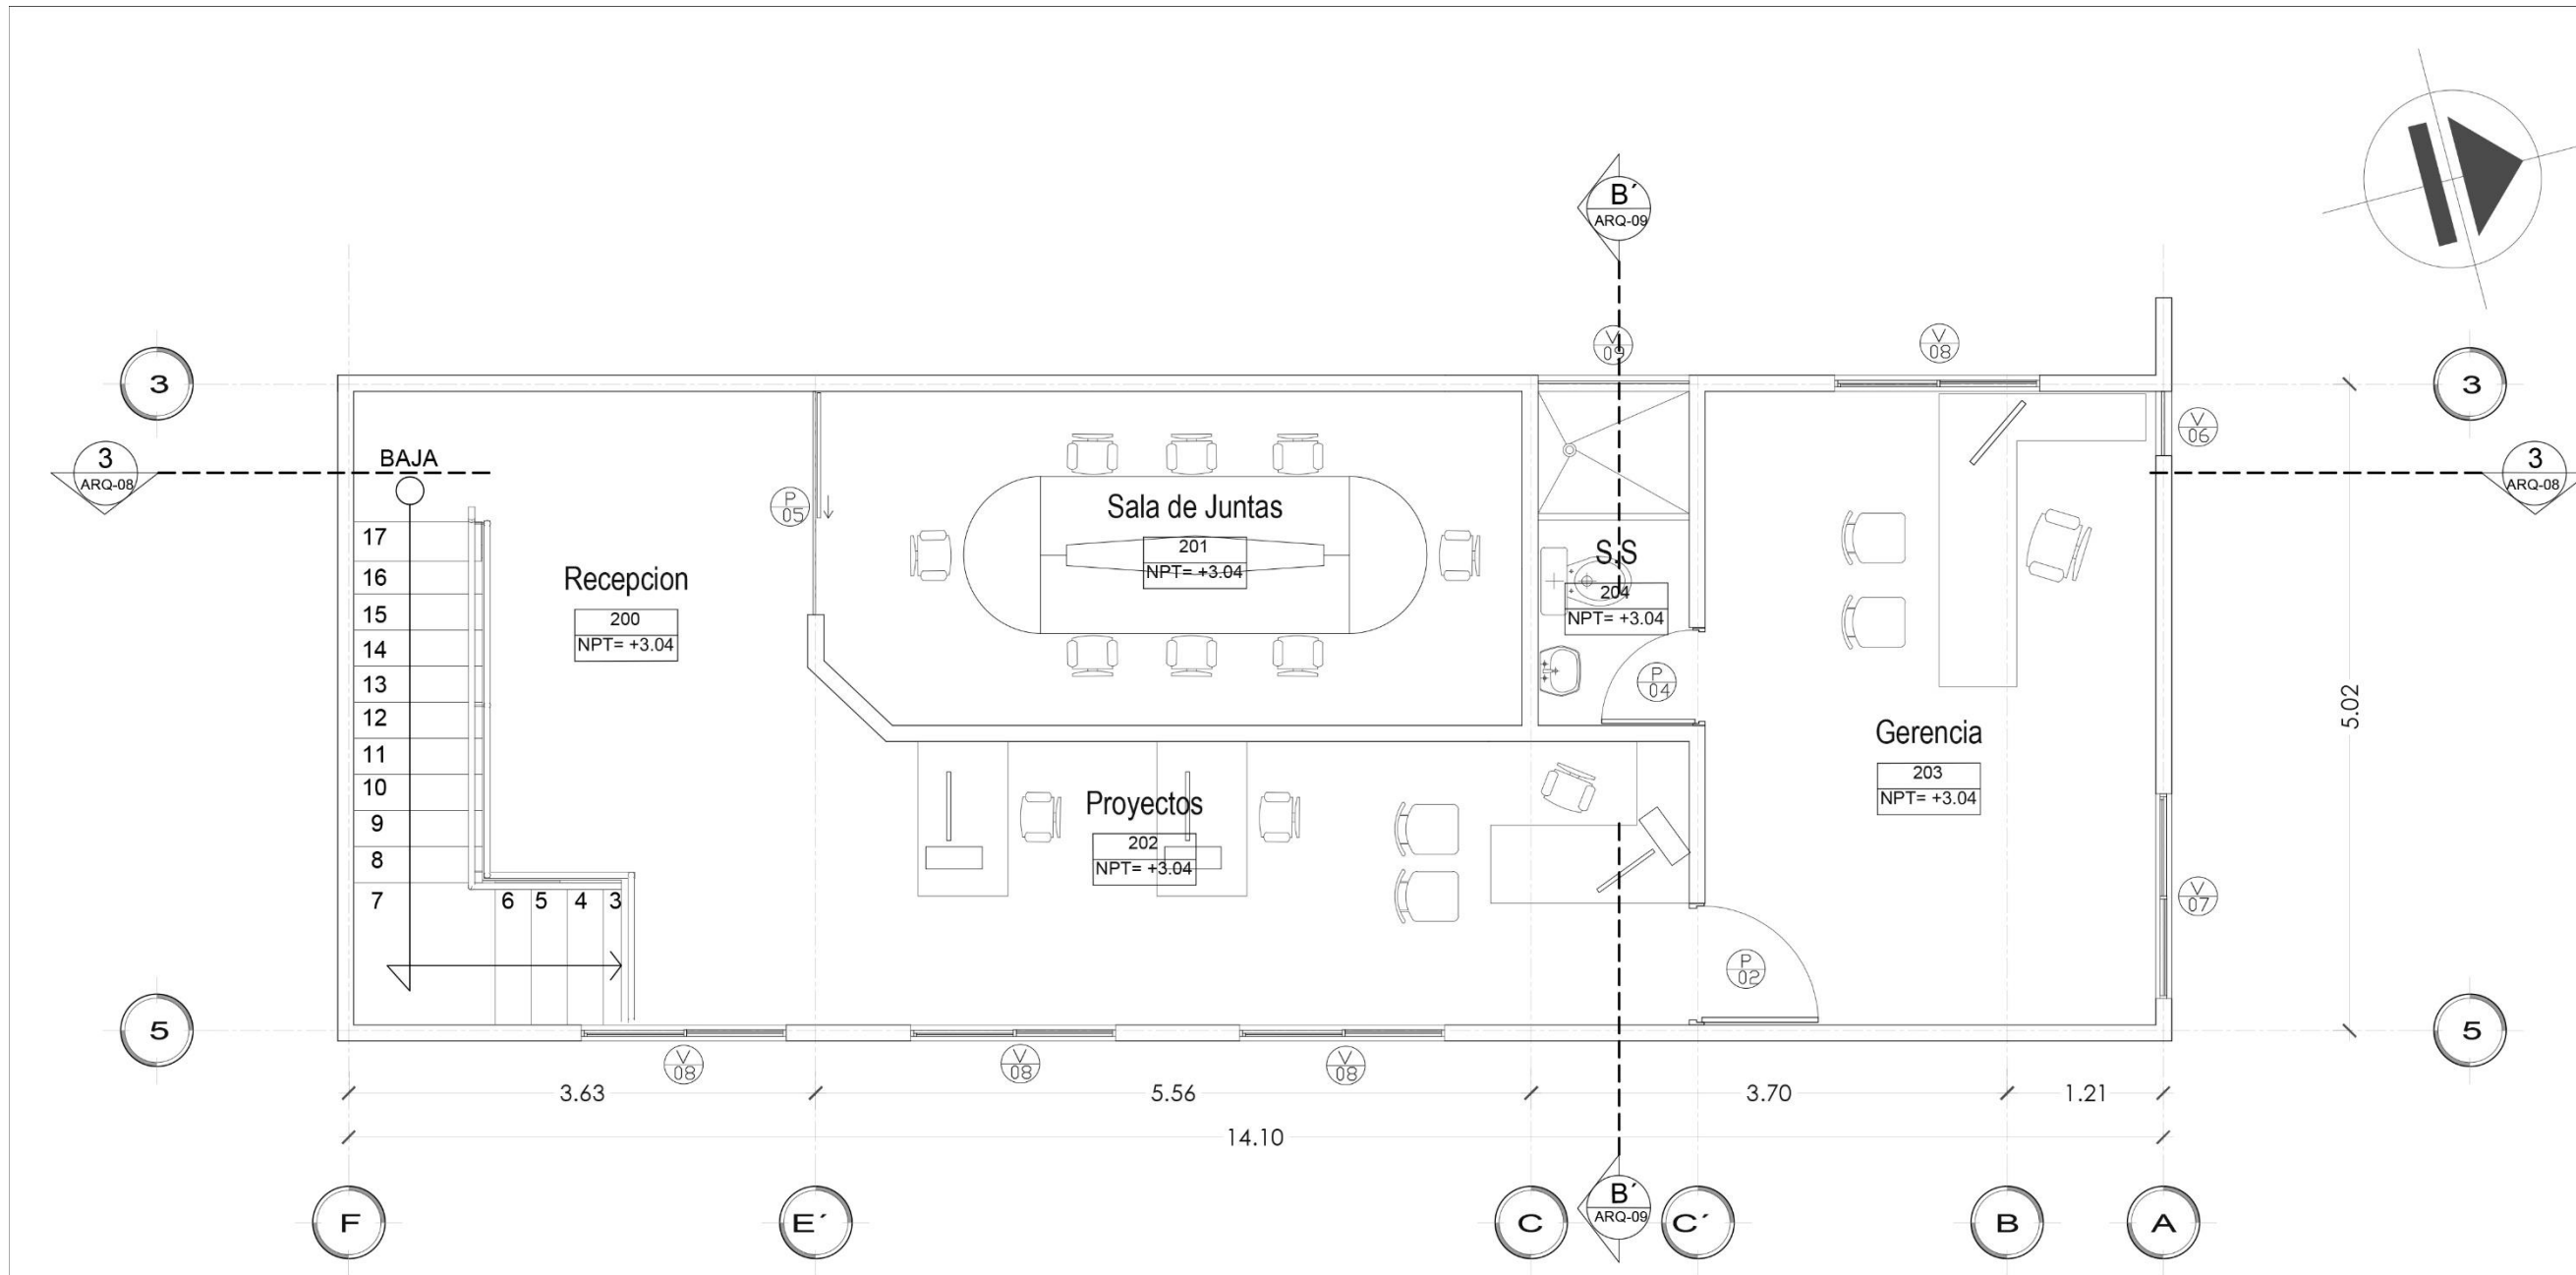 B´
ARQ-09
V
09
V
08
3
3
3
ARQ-08
BAJA
V
06
3
ARQ-08
P
05
Sala de Juntas
201
NPT= +3.04
17
16
15
14
13
12
11
10
9
8
7
6 5 4 3
Recepcion
200
NPT= +3.04
S.S
204
NPT= +3.04
P
04
5.02
Gerencia
203
NPT= +3.04
Proyectos
202
NPT= +3.04
V
07
P
02
5
5
V
08
V
08
V
08
3.63 5.56 3.70 1.21
14.10
B´
ARQ-09
F E´ C C´ B A